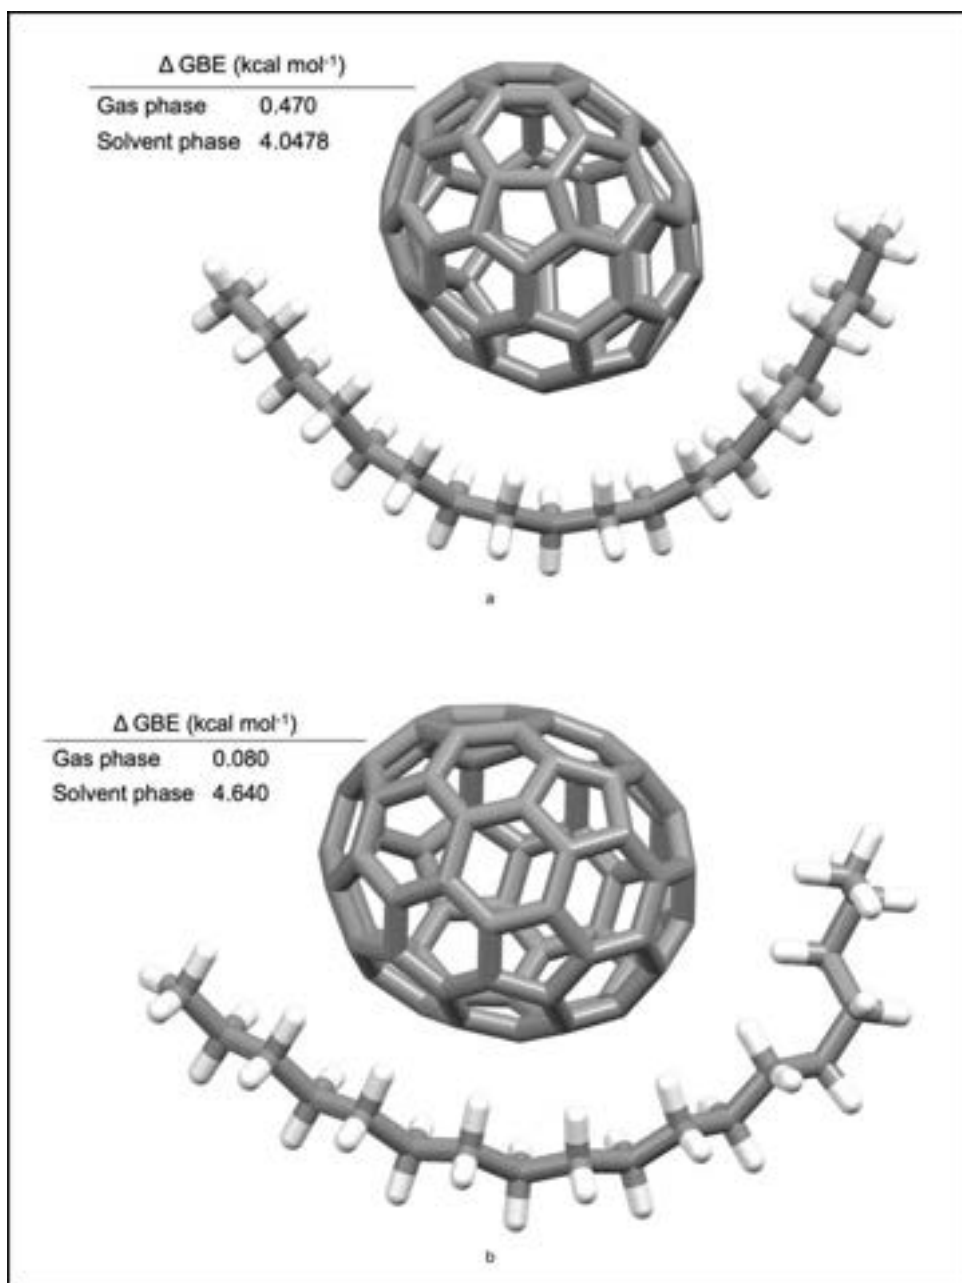 Δ GBE (kcal mol⁻¹)
Gas phase 0.470
Solvent phase 4.0478
a
Δ GBE (kcal mol⁻¹)
Gas phase 0.080
Solvent phase 4.640
b